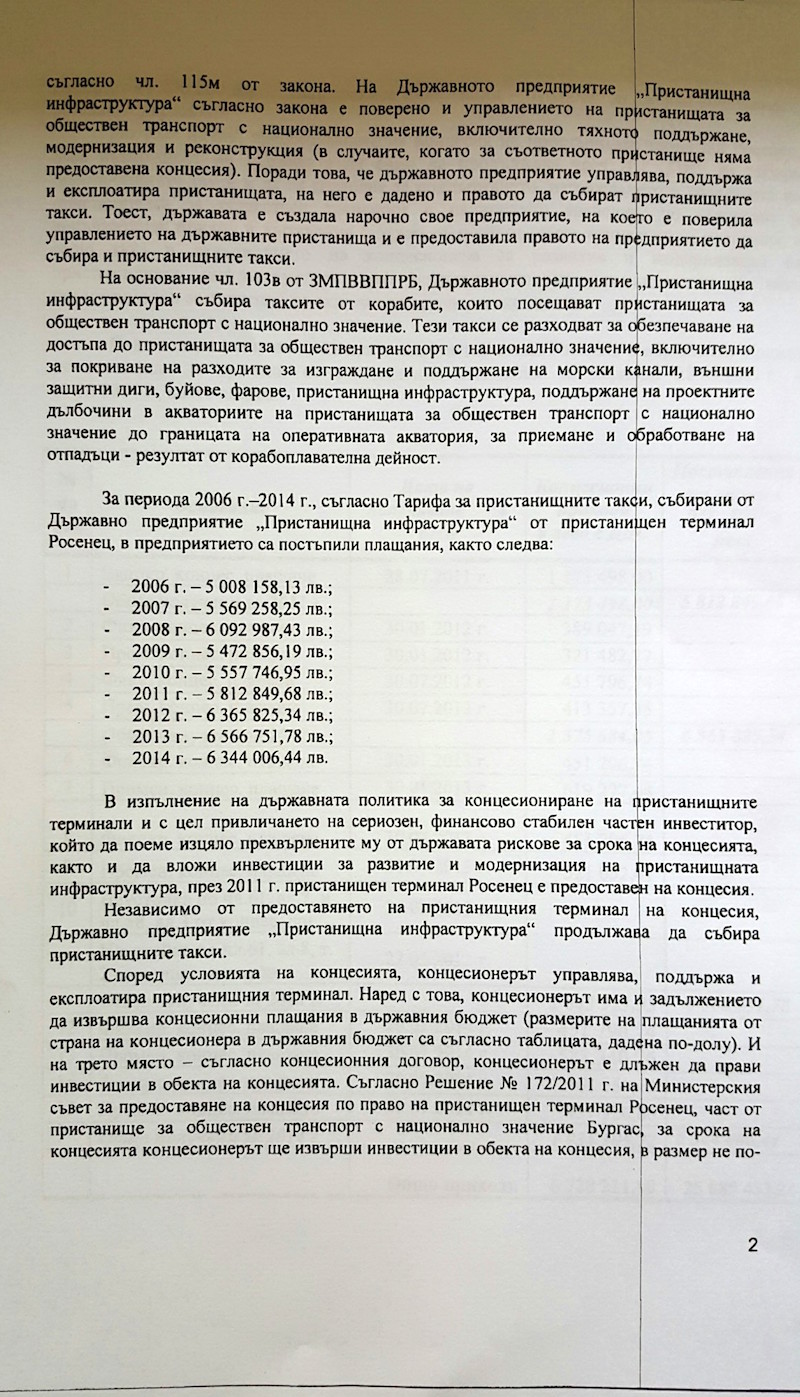 съгласно чл. 115м от закона. На Държавното предприятие „Пристанищна
инфраструктура“ съгласно закона е поверено и управлението на пристанищата за
обществен транспорт с национално значение, включително тяхното поддържане,
модернизация и реконструкция (в случаите, когато за съответното пристанище няма
предоставена концесия). Поради това, че държавното предприятие управлява, поддържа
и експлоатира пристанищата, на него е дадено и правото да събират пристанищните
такси. Тоест, държавата е създала нарочно свое предприятие, на което е поверила
управлението на държавните пристанища и е предоставила правото на предприятието да
събира и пристанищните такси.
На основание чл. 103в от ЗМПВВППРБ, Държавното предприятие „Пристанищна
инфраструктура“ събира таксите от корабите, които посещават пристанищата за
обществен транспорт с национално значение. Тези такси се разходват за обезпечаване на
достъпа до пристанищата за обществен транспорт с национално значение, включително
за покриване на разходите за изграждане и поддържане на морски канали, външни
защитни диги, буйове, фарове, пристанищна инфраструктура, поддържане на проектните
дълбочини в акваториите на пристанищата за обществен транспорт с национално
значение до границата на оперативната акватория, за приемане и обработване на
отпадъци - резултат от корабоплавателна дейност.
За периода 2006 г.–2014 г., съгласно Тарифа за пристанищните такси, събирани от
Държавно предприятие „Пристанищна инфраструктура“ от пристанищен терминал
Росенец, в предприятието са постъпили плащания, както следва:
- 2006 г. – 5 008 158,13 лв.;
- 2007 г. – 5 569 258,25 лв.;
- 2008 г. – 6 092 987,43 лв.;
- 2009 г. – 5 472 856,19 лв.;
- 2010 г. – 5 557 746,95 лв.;
- 2011 г. – 5 812 849,68 лв.;
- 2012 г. – 6 365 825,34 лв.;
- 2013 г. – 6 566 751,78 лв.;
- 2014 г. – 6 344 006,44 лв.
В изпълнение на държавната политика за концесиониране на пристанищните
терминали и с цел привличането на сериозен, финансово стабилен частен инвеститор,
който да поеме изцяло прехвърлените му от държавата рискове за срока на концесията,
както и да вложи инвестиции за развитие и модернизация на пристанищната
инфраструктура, през 2011 г. пристанищен терминал Росенец е предоставен на концесия.
Независимо от предоставянето на пристанищния терминал на концесия,
Държавно предприятие „Пристанищна инфраструктура“ продължава да събира
пристанищните такси.
Според условията на концесията, концесионерът управлява, поддържа и
експлоатира пристанищния терминал. Наред с това, концесионерът има и задължението
да извършва концесионни плащания в държавния бюджет (размерите на плащанията от
страна на концесионера в държавния бюджет са съгласно таблицата, дадена по-долу). И
на трето място – съгласно концесионния договор, концесионерът е длъжен да прави
инвестиции в обекта на концесията. Съгласно Решение № 172/2011 г. на Министерския
съвет за предоставяне на концесия по право на пристанищен терминал Росенец, част от
пристанище за обществен транспорт с национално значение Бургас, за срока на
концесията концесионерът ще извърши инвестиции в обекта на концесия, в размер не по-
2